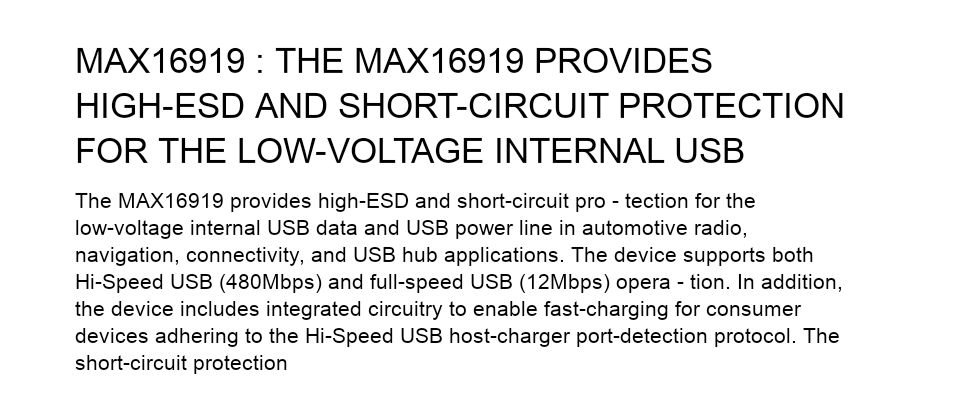 MAX16919 : THE MAX16919 PROVIDES
HIGH-ESD AND SHORT-CIRCUIT PROTECTION
FOR THE LOW-VOLTAGE INTERNAL USB
The MAX16919 provides high-ESD and short-circuit pro - tection for the
low-voltage internal USB data and USB power line in automotive radio,
navigation, connectivity, and USB hub applications. The device supports both
Hi-Speed USB (480Mbps) and full-speed USB (12Mbps) opera - tion. In addition,
the device includes integrated circuitry to enable fast-charging for consumer
devices adhering to the Hi-Speed USB host-charger port-detection protocol. The
short-circuit protection